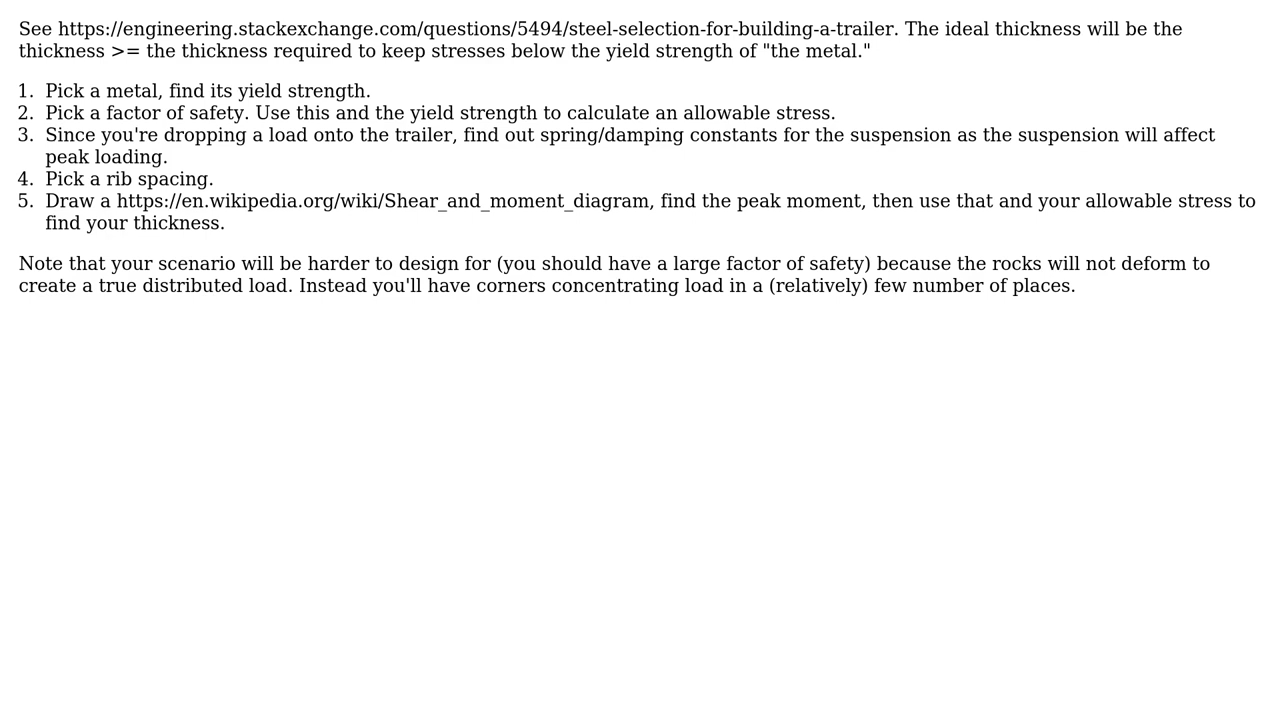 See https://engineering.stackexchange.com/questions/5494/steel-selection-for-building-a-trailer. The ideal thickness will be the
thickness >= the thickness required to keep stresses below the yield strength of "the metal."
1. Pick a metal, find its yield strength.
2. Pick a factor of safety. Use this and the yield strength to calculate an allowable stress.
3. Since you're dropping a load onto the trailer, find out spring/damping constants for the suspension as the suspension will affect
peak loading.
4. Pick a rib spacing.
5. Draw a https://en.wikipedia.org/wiki/Shear_and_moment_diagram, find the peak moment, then use that and your allowable stress to
find your thickness.
Note that your scenario will be harder to design for (you should have a large factor of safety) because the rocks will not deform to
create a true distributed load. Instead you'll have corners concentrating load in a (relatively) few number of places.